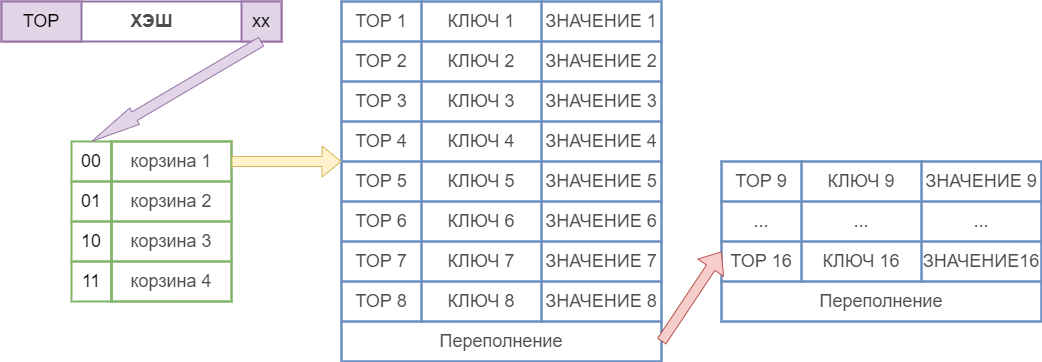 TOP ХЭШ xx
00 корзина 1
01 корзина 2
10 корзина 3
11 корзина 4
TOP 1 КЛЮЧ 1 ЗНАЧЕНИЕ 1
TOP 2 КЛЮЧ 2 ЗНАЧЕНИЕ 2
TOP 3 КЛЮЧ 3 ЗНАЧЕНИЕ 3
TOP 4 КЛЮЧ 4 ЗНАЧЕНИЕ 4
TOP 5 КЛЮЧ 5 ЗНАЧЕНИЕ 5
TOP 6 КЛЮЧ 6 ЗНАЧЕНИЕ 6
TOP 7 КЛЮЧ 7 ЗНАЧЕНИЕ 7
TOP 8 КЛЮЧ 8 ЗНАЧЕНИЕ 8
Переполнение
TOP 9 КЛЮЧ 9 ЗНАЧЕНИЕ 9
... ... ...
TOP 16 КЛЮЧ 16 ЗНАЧЕНИЕ16
Переполнение